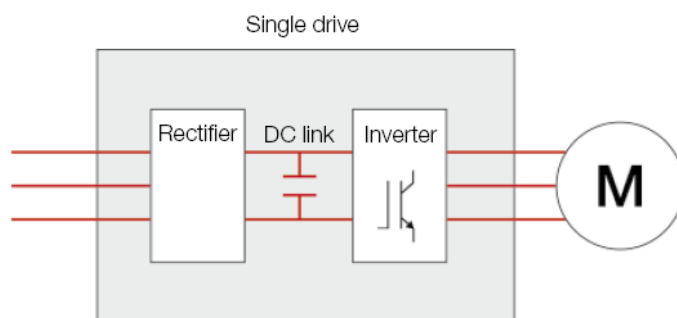 Single drive
Rectifier
DC link
Inverter
M